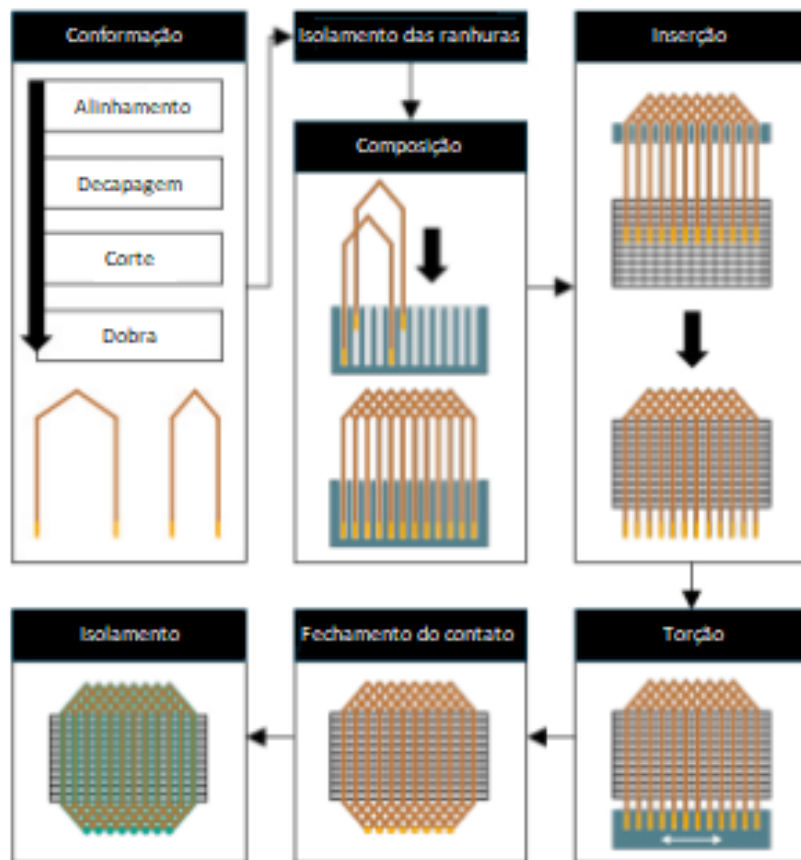 Conformação
Alinhamento
Decapagem
Corte
Dobra
Isolamento das ranhuras
Composição
Inserção
Torção
Fechamento do contato
Isolamento